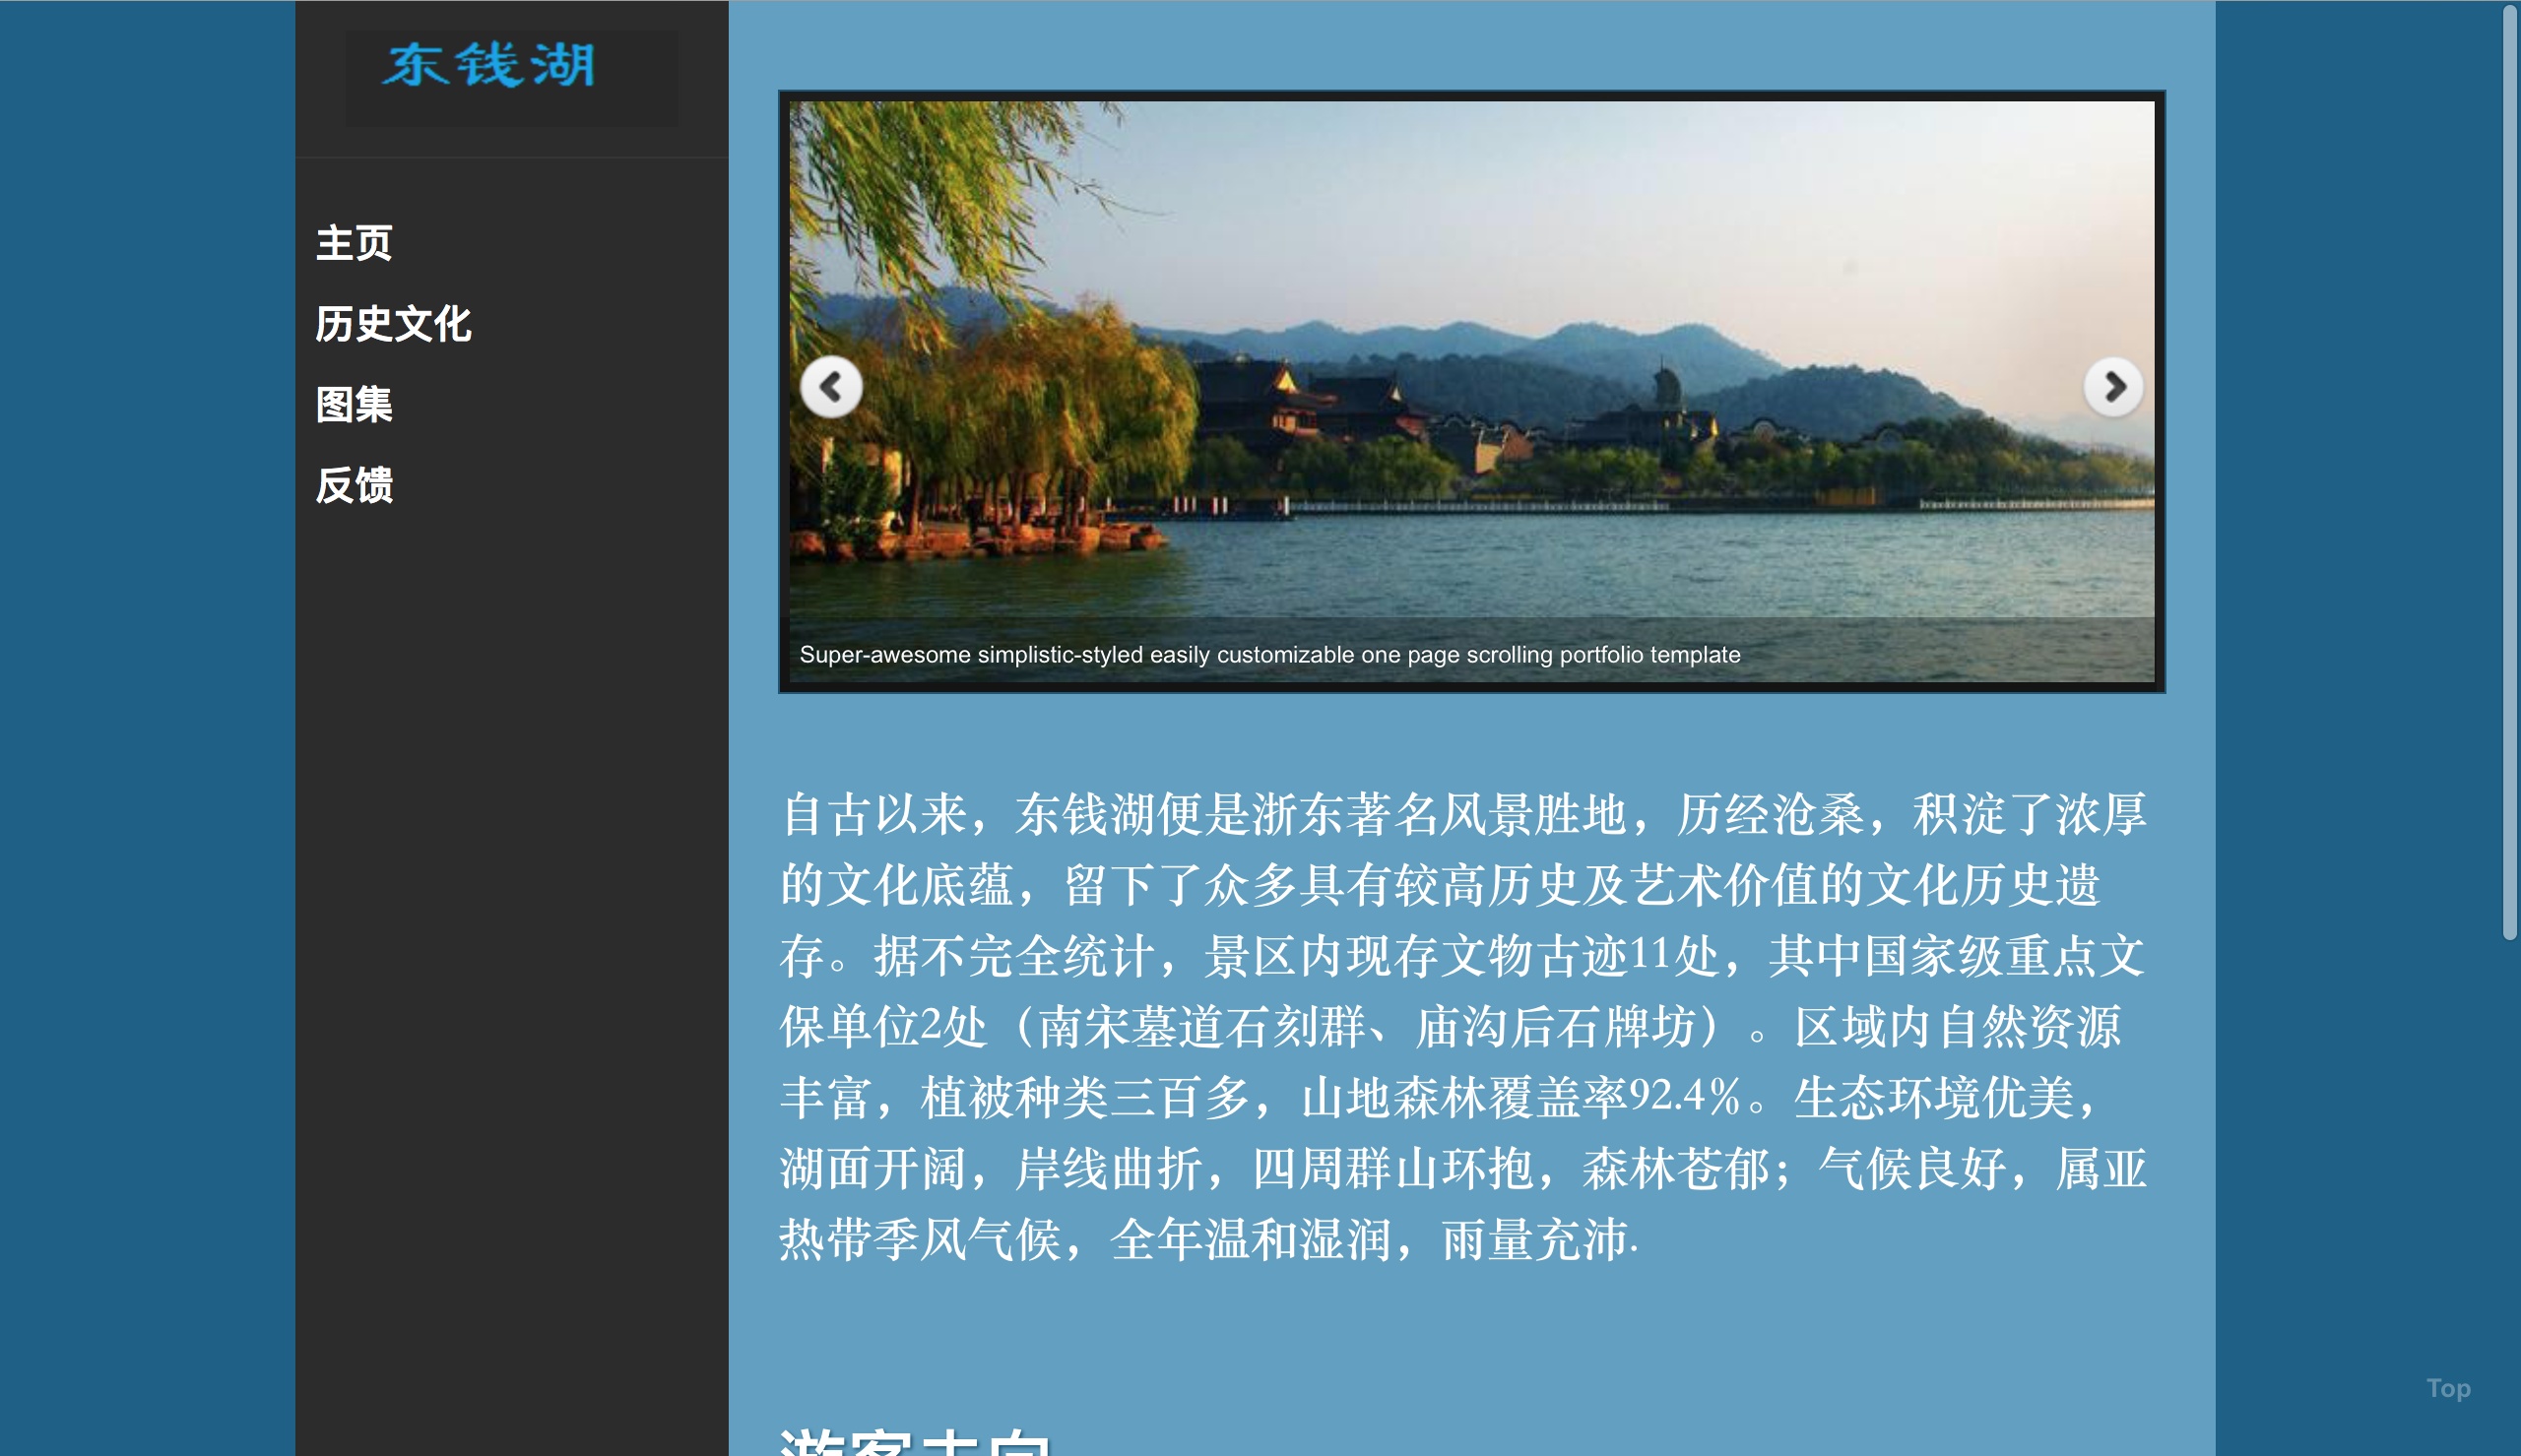 东钱湖
主页
历史文化
图集
反馈
Super-awesome simplistic-styled easily customizable one page scrolling portfolio template
自古以来，东钱湖便是浙东著名风景胜地，历经沧桑，积淀了浓厚
的文化底蕴，留下了众多具有较高历史及艺术价值的文化历史遗
存。据不完全统计，景区内现存文物古迹11处，其中国家级重点文
保单位2处（南宋墓道石刻群、庙沟后石牌坊）。区域内自然资源
丰富，植被种类三百多，山地森林覆盖率92.4%。生态环境优美，
湖面开阔，岸线曲折，四周群山环抱，森林苍郁；气候良好，属亚
热带季风气候，全年温和湿润，雨量充沛.
Top